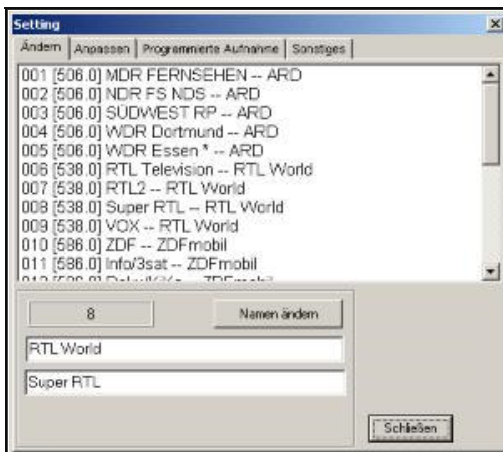 Setting
Ändern Anpassen Programmierte Aufnahme Sonstiges
001 [506.0] MDR FERNSEHEN -- ARD
002 [506.0] NDR FS NDS -- ARD
003 [506.0] SÜDWEST RP -- ARD
004 [506.0] WDR Dortmund -- ARD
005 [506.0] WDR Essen * -- ARD
006 [538.0] RTL Television -- RTL World
007 [538.0] RTL2 -- RTL World
008 [538.0] Super RTL -- RTL World
009 [538.0] VOX -- RTL World
010 [586.0] ZDF -- ZDFmobil
011 [586.0] Info/3sat -- ZDFmobil
8
Namen ändern
RTL World
Super RTL
Schließen